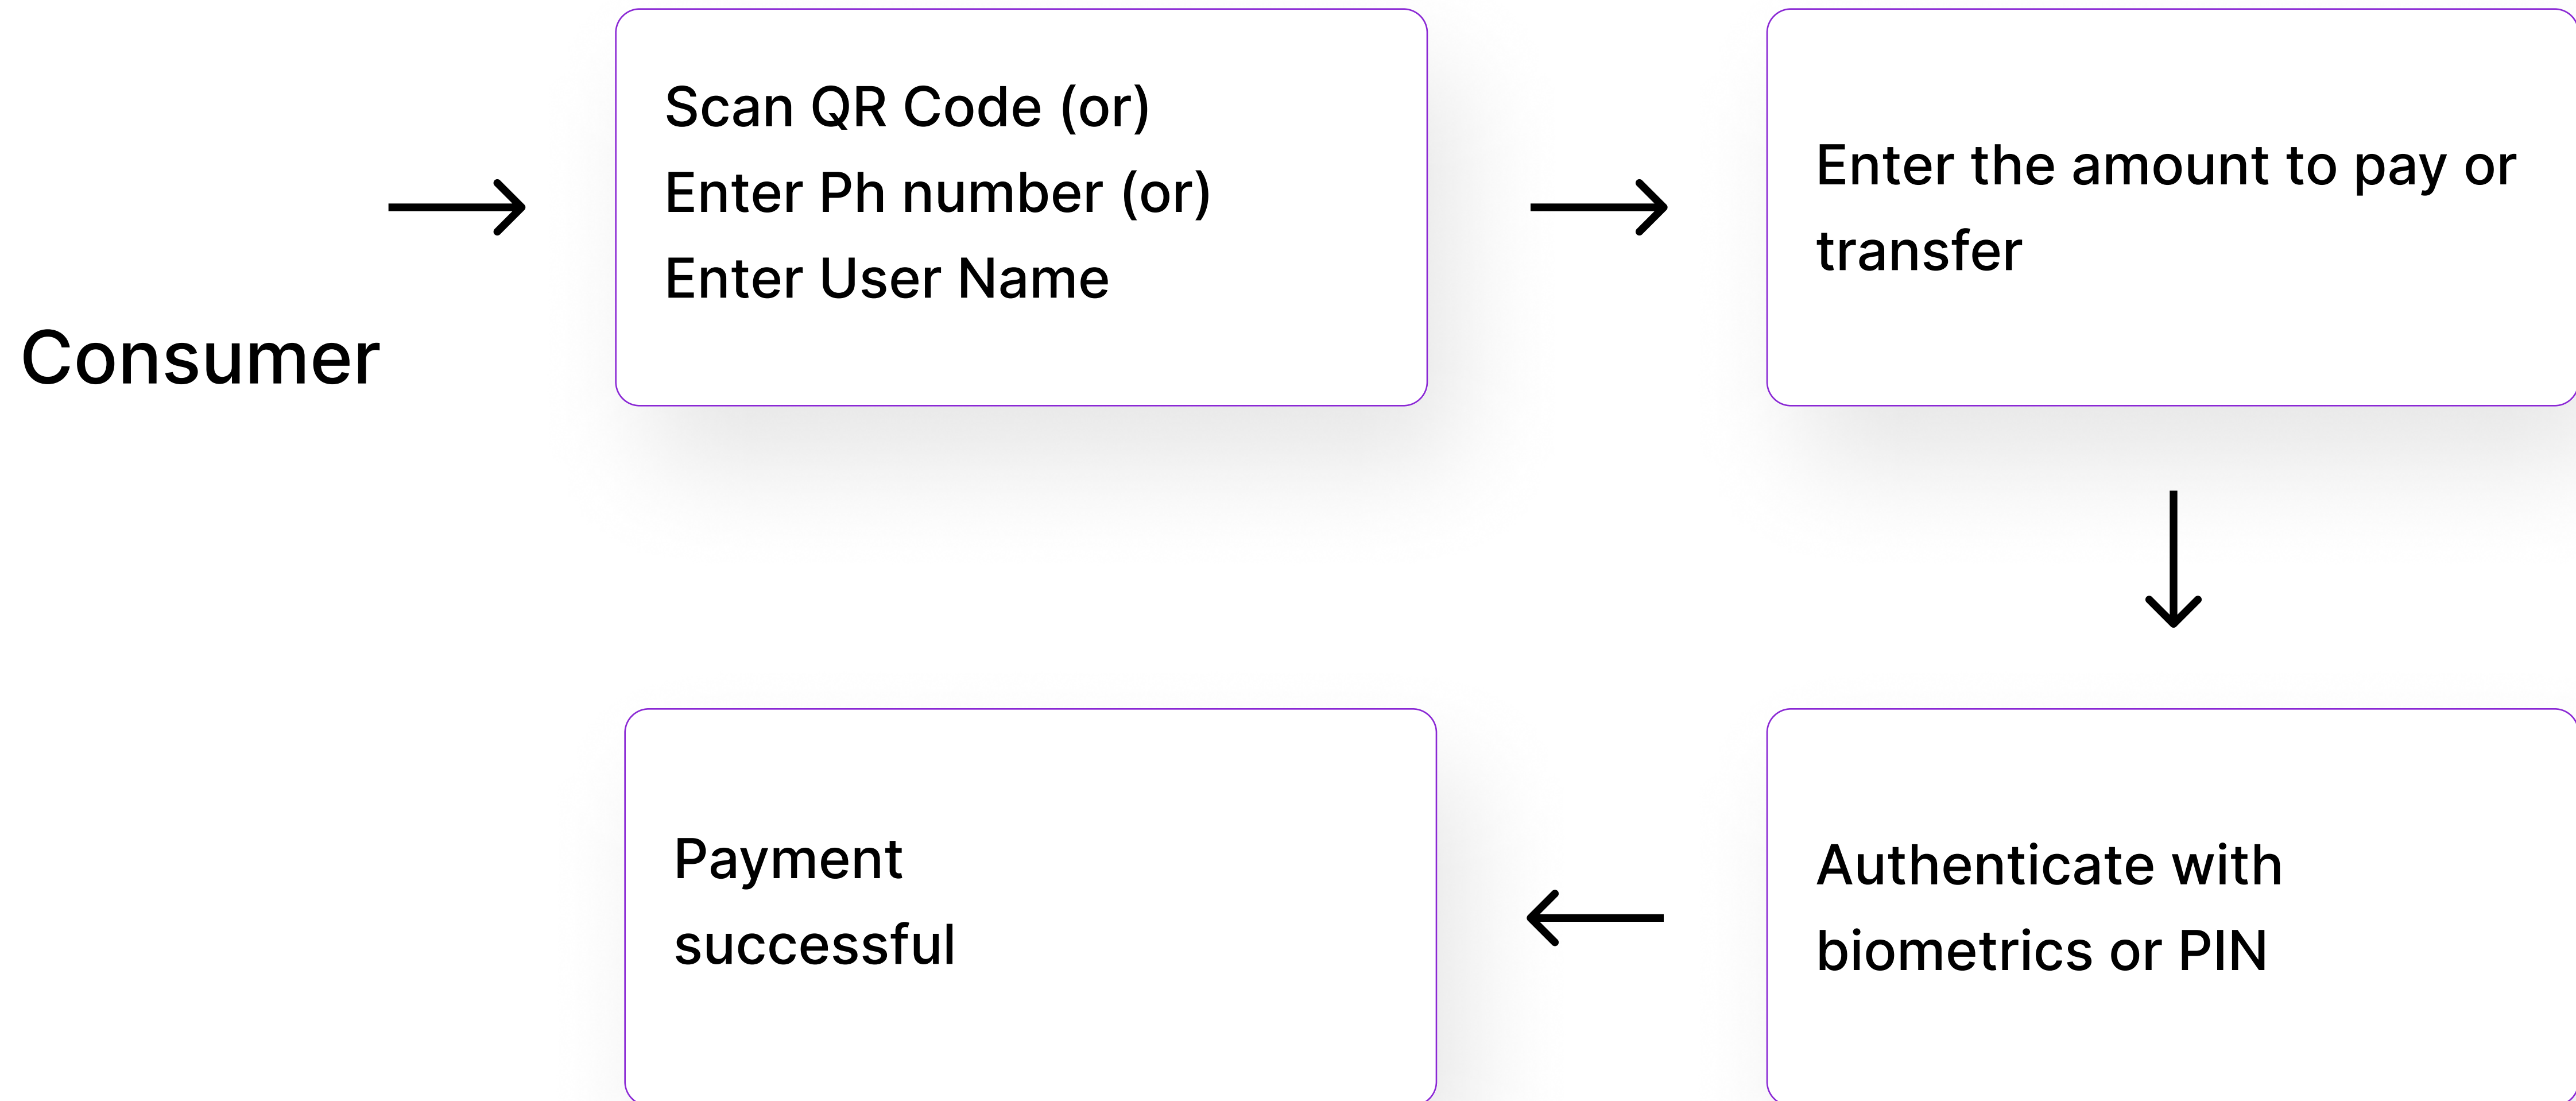 Consumer
Scan QR Code (or)
Enter Ph number (or)
Enter User Name
Enter the amount to pay or
transfer
Authenticate with
biometrics or PIN
Payment
successful